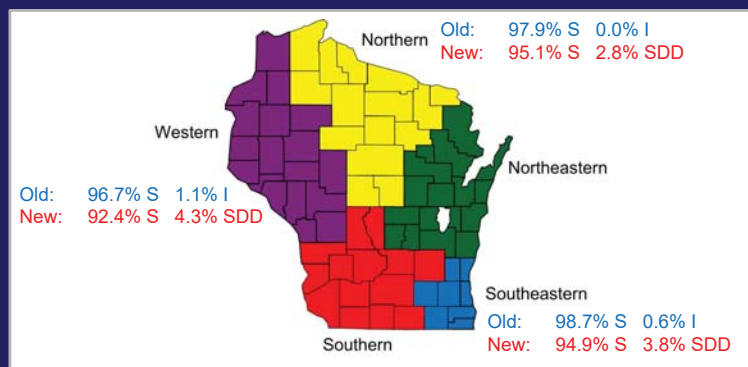 Northern
Old: 97.9% S 0.0% I
New: 95.1% S 2.8% SDD
Western
Northeastern
Old: 96.7% S 1.1% I
New: 92.4% S 4.3% SDD
Southeastern
Old: 98.7% S 0.6% I
New: 94.9% S 3.8% SDD
Southern